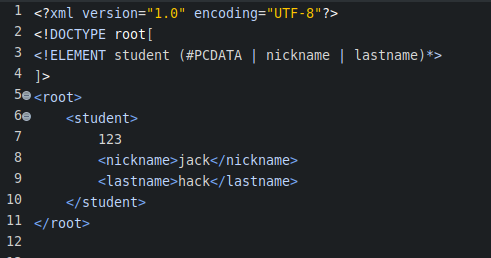 1 <?xml version="1.0" encoding="UTF-8"?>
2 <!DOCTYPE root[
3 <!ELEMENT student (#PCDATA | nickname | lastname)*>
4 ]>
5 <root>
6     <student>
7         123
8         <nickname>jack</nickname>
9         <lastname>hack</lastname>
10     </student>
11 </root>
12